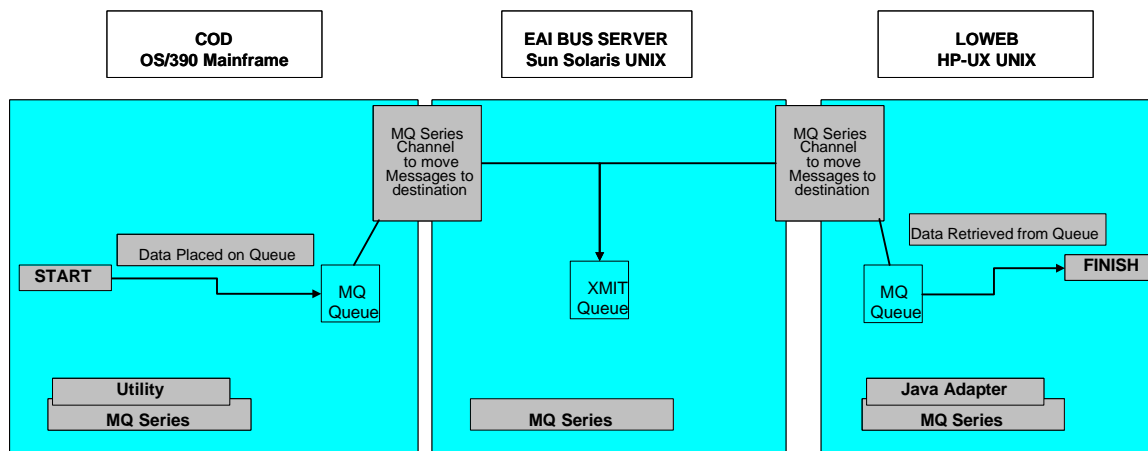 COD
OS/390 Mainframe
EAI BUS SERVER
Sun Solaris UNIX
LOWEB
HP-UX UNIX
MQ Series
Channel
to move
Messages to
destination
MQ Series
Channel
to move
Messages to
destination
Data Placed on Queue
START
MQ
Queue
XMIT
Queue
Data Retrieved from Queue
FINISH
MQ
Queue
Utility
MQ Series
MQ Series
Java Adapter
MQ Series